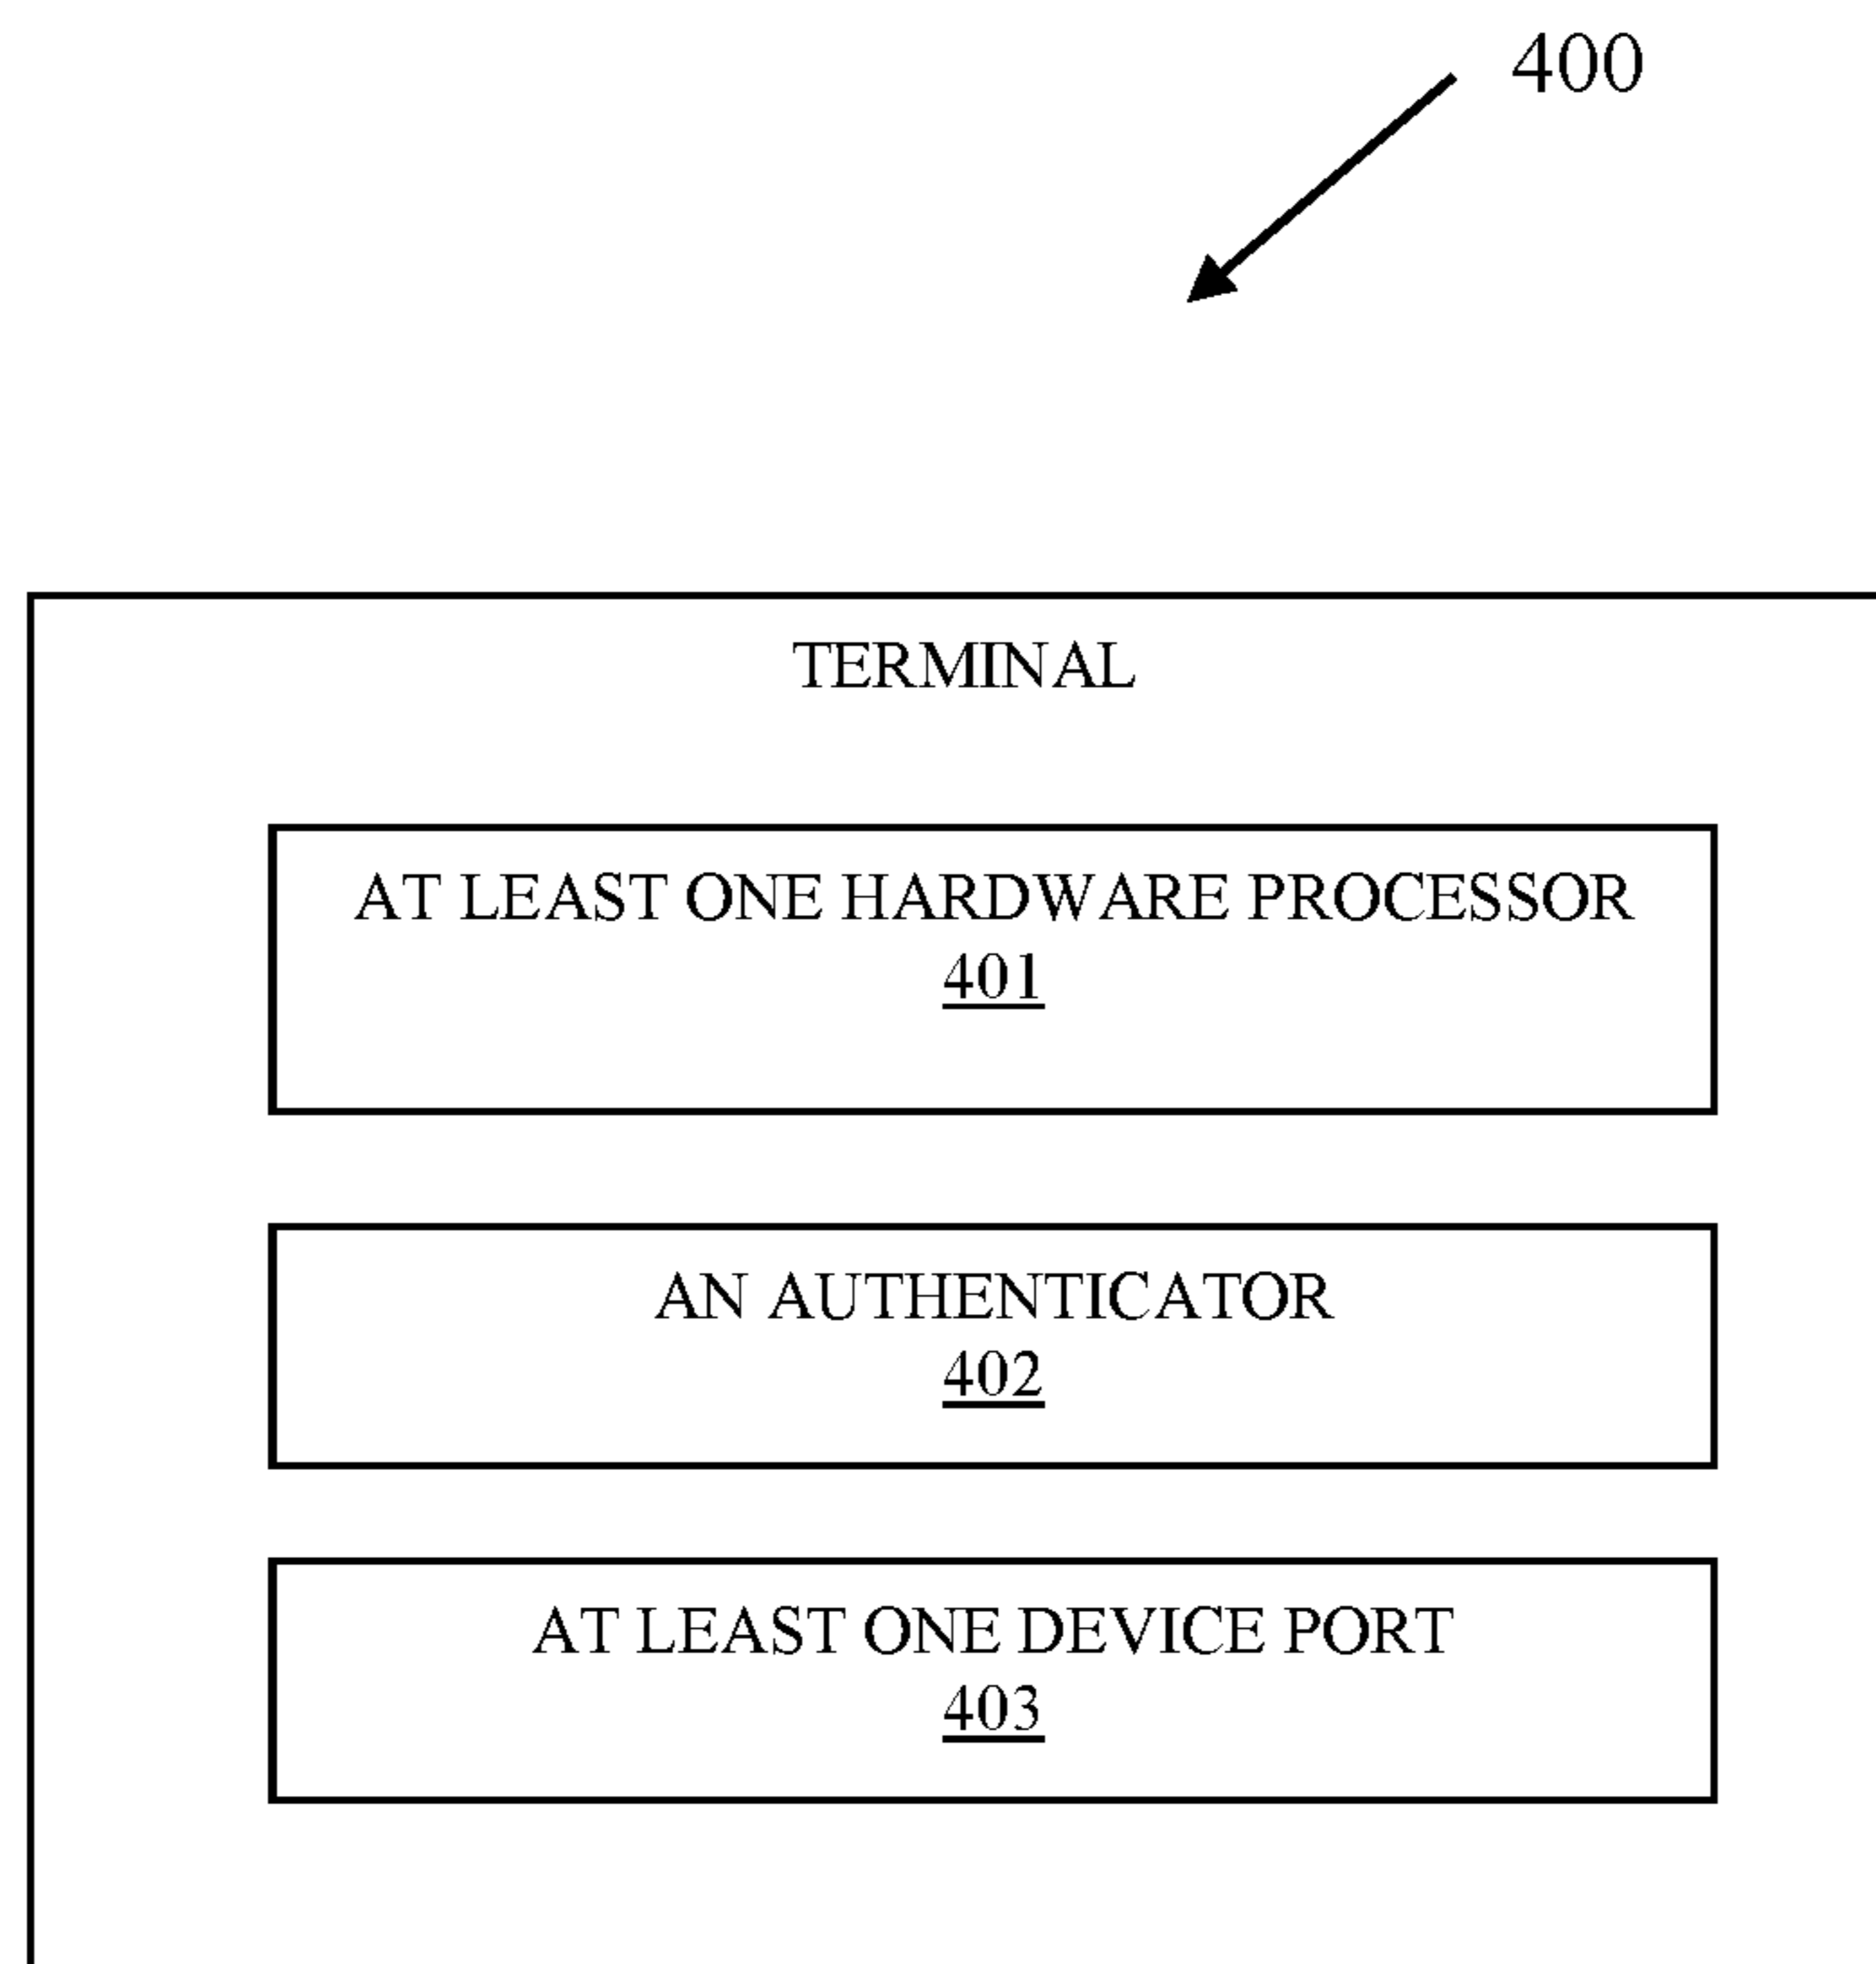 400
TERMINAL
AT LEAST ONE HARDWARE PROCESSOR
401
AN AUTHENTICATOR
402
AT LEAST ONE DEVICE PORT
403